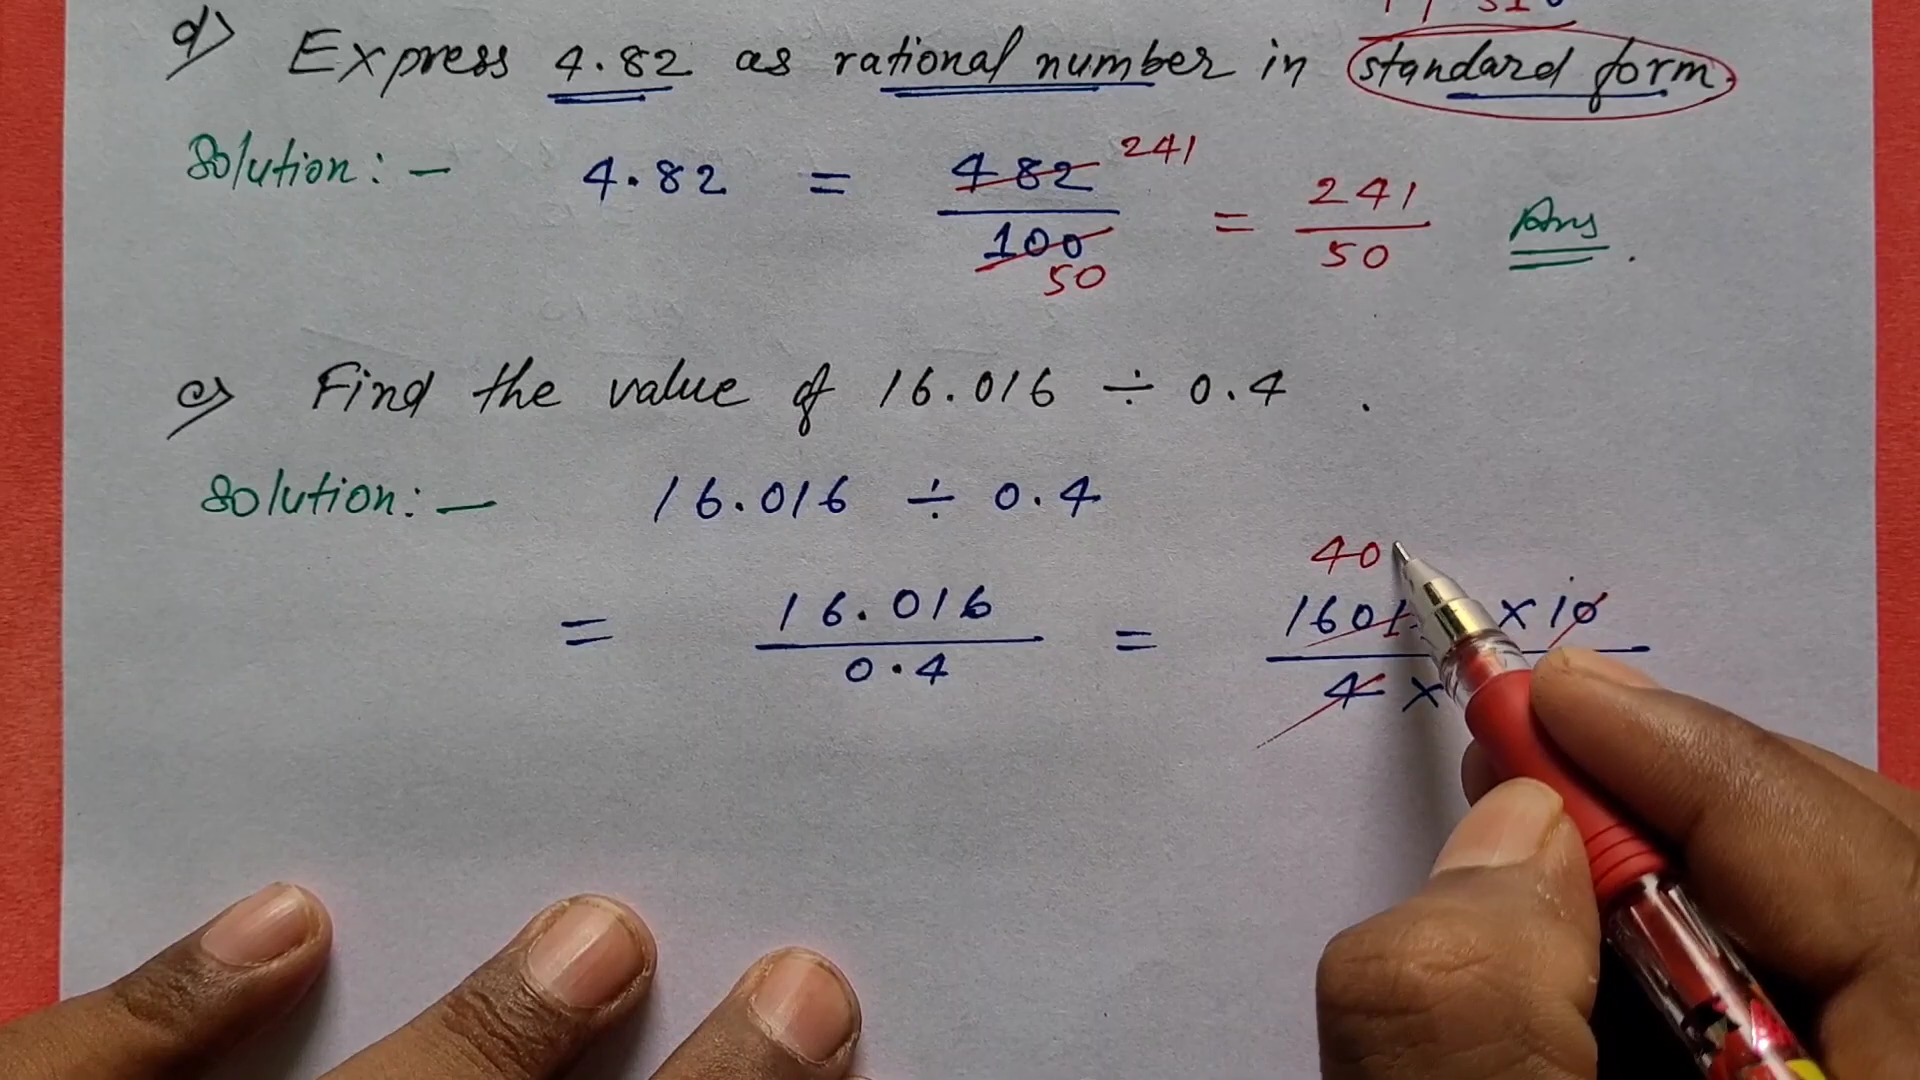 d) Express 4.82 as rational number in standard form.
Solution:- 4.82 = 482/100 = 241/50 Ans.
241
50
e) Find the value of 16.016 ÷ 0.4 .
Solution:- 16.016 ÷ 0.4
40
= 16.016/0.4 = 1601 × 10
4 ×